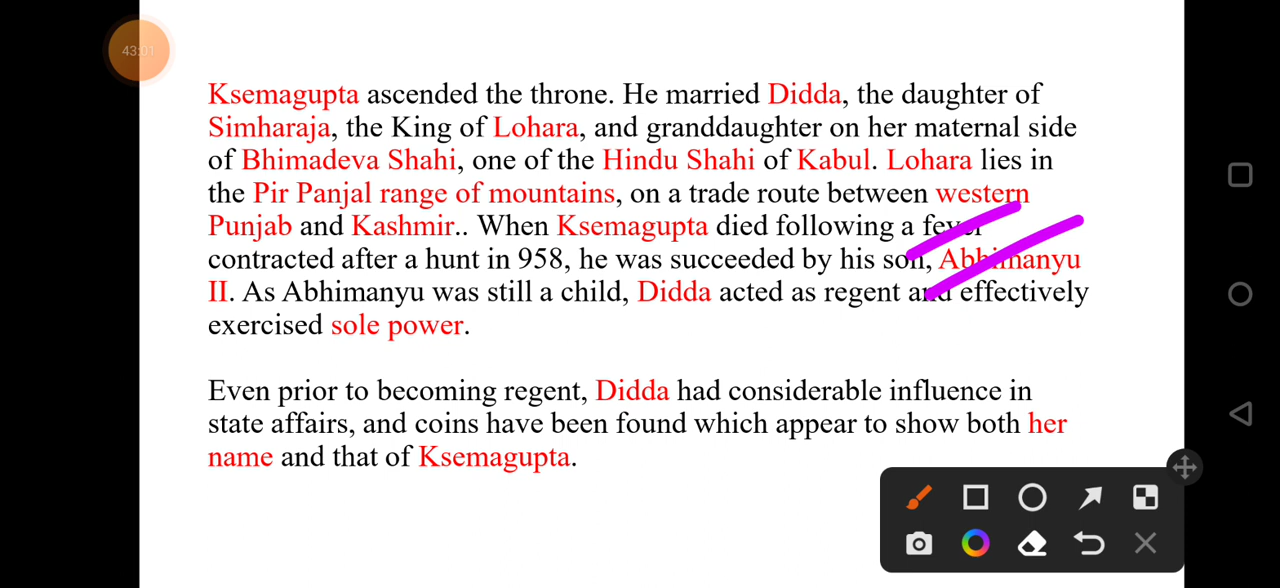 43:01
Ksemagupta ascended the throne. He married Didda, the daughter of
Simharaja, the King of Lohara, and granddaughter on her maternal side
of Bhimadeva Shahi, one of the Hindu Shahi of Kabul. Lohara lies in
the Pir Panjal range of mountains, on a trade route between western
Punjab and Kashmir.. When Ksemagupta died following a fever
contracted after a hunt in 958, he was succeeded by his son, Abhimanyu
II. As Abhimanyu was still a child, Didda acted as regent and effectively
exercised sole power.
Even prior to becoming regent, Didda had considerable influence in
state affairs, and coins have been found which appear to show both her
name and that of Ksemagupta.